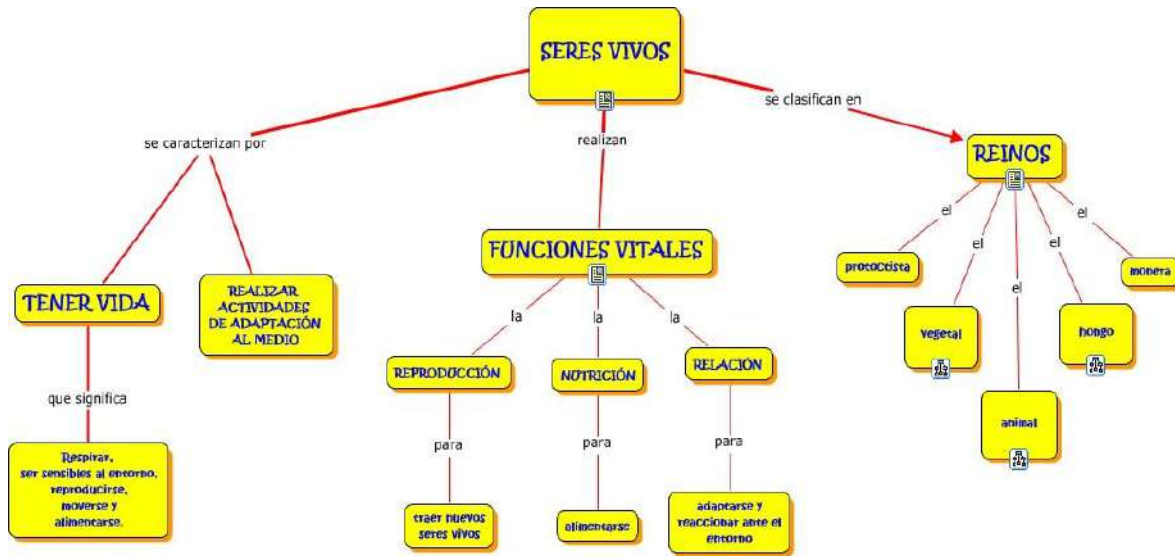 SERES VIVOS
se clasifican en
se caracterizan por
realizan
REINOS
el
el
el
el
el
protoctista
monera
vegetal
hongo
animal
FUNCIONES VITALES
la
la
la
REPRODUCCIÓN
NUTRICIÓN
RELACIÓN
para
para
para
traer nuevos
seres vivos
alimentarse
adaptarse y
reaccionar ante el
entorno
TENER VIDA
REALIZAR
ACTIVIDADES
DE ADAPTACIÓN
AL MEDIO
que significa
Respirar,
ser sensibles al entorno,
reproducirse,
moverse y
alimentarse.